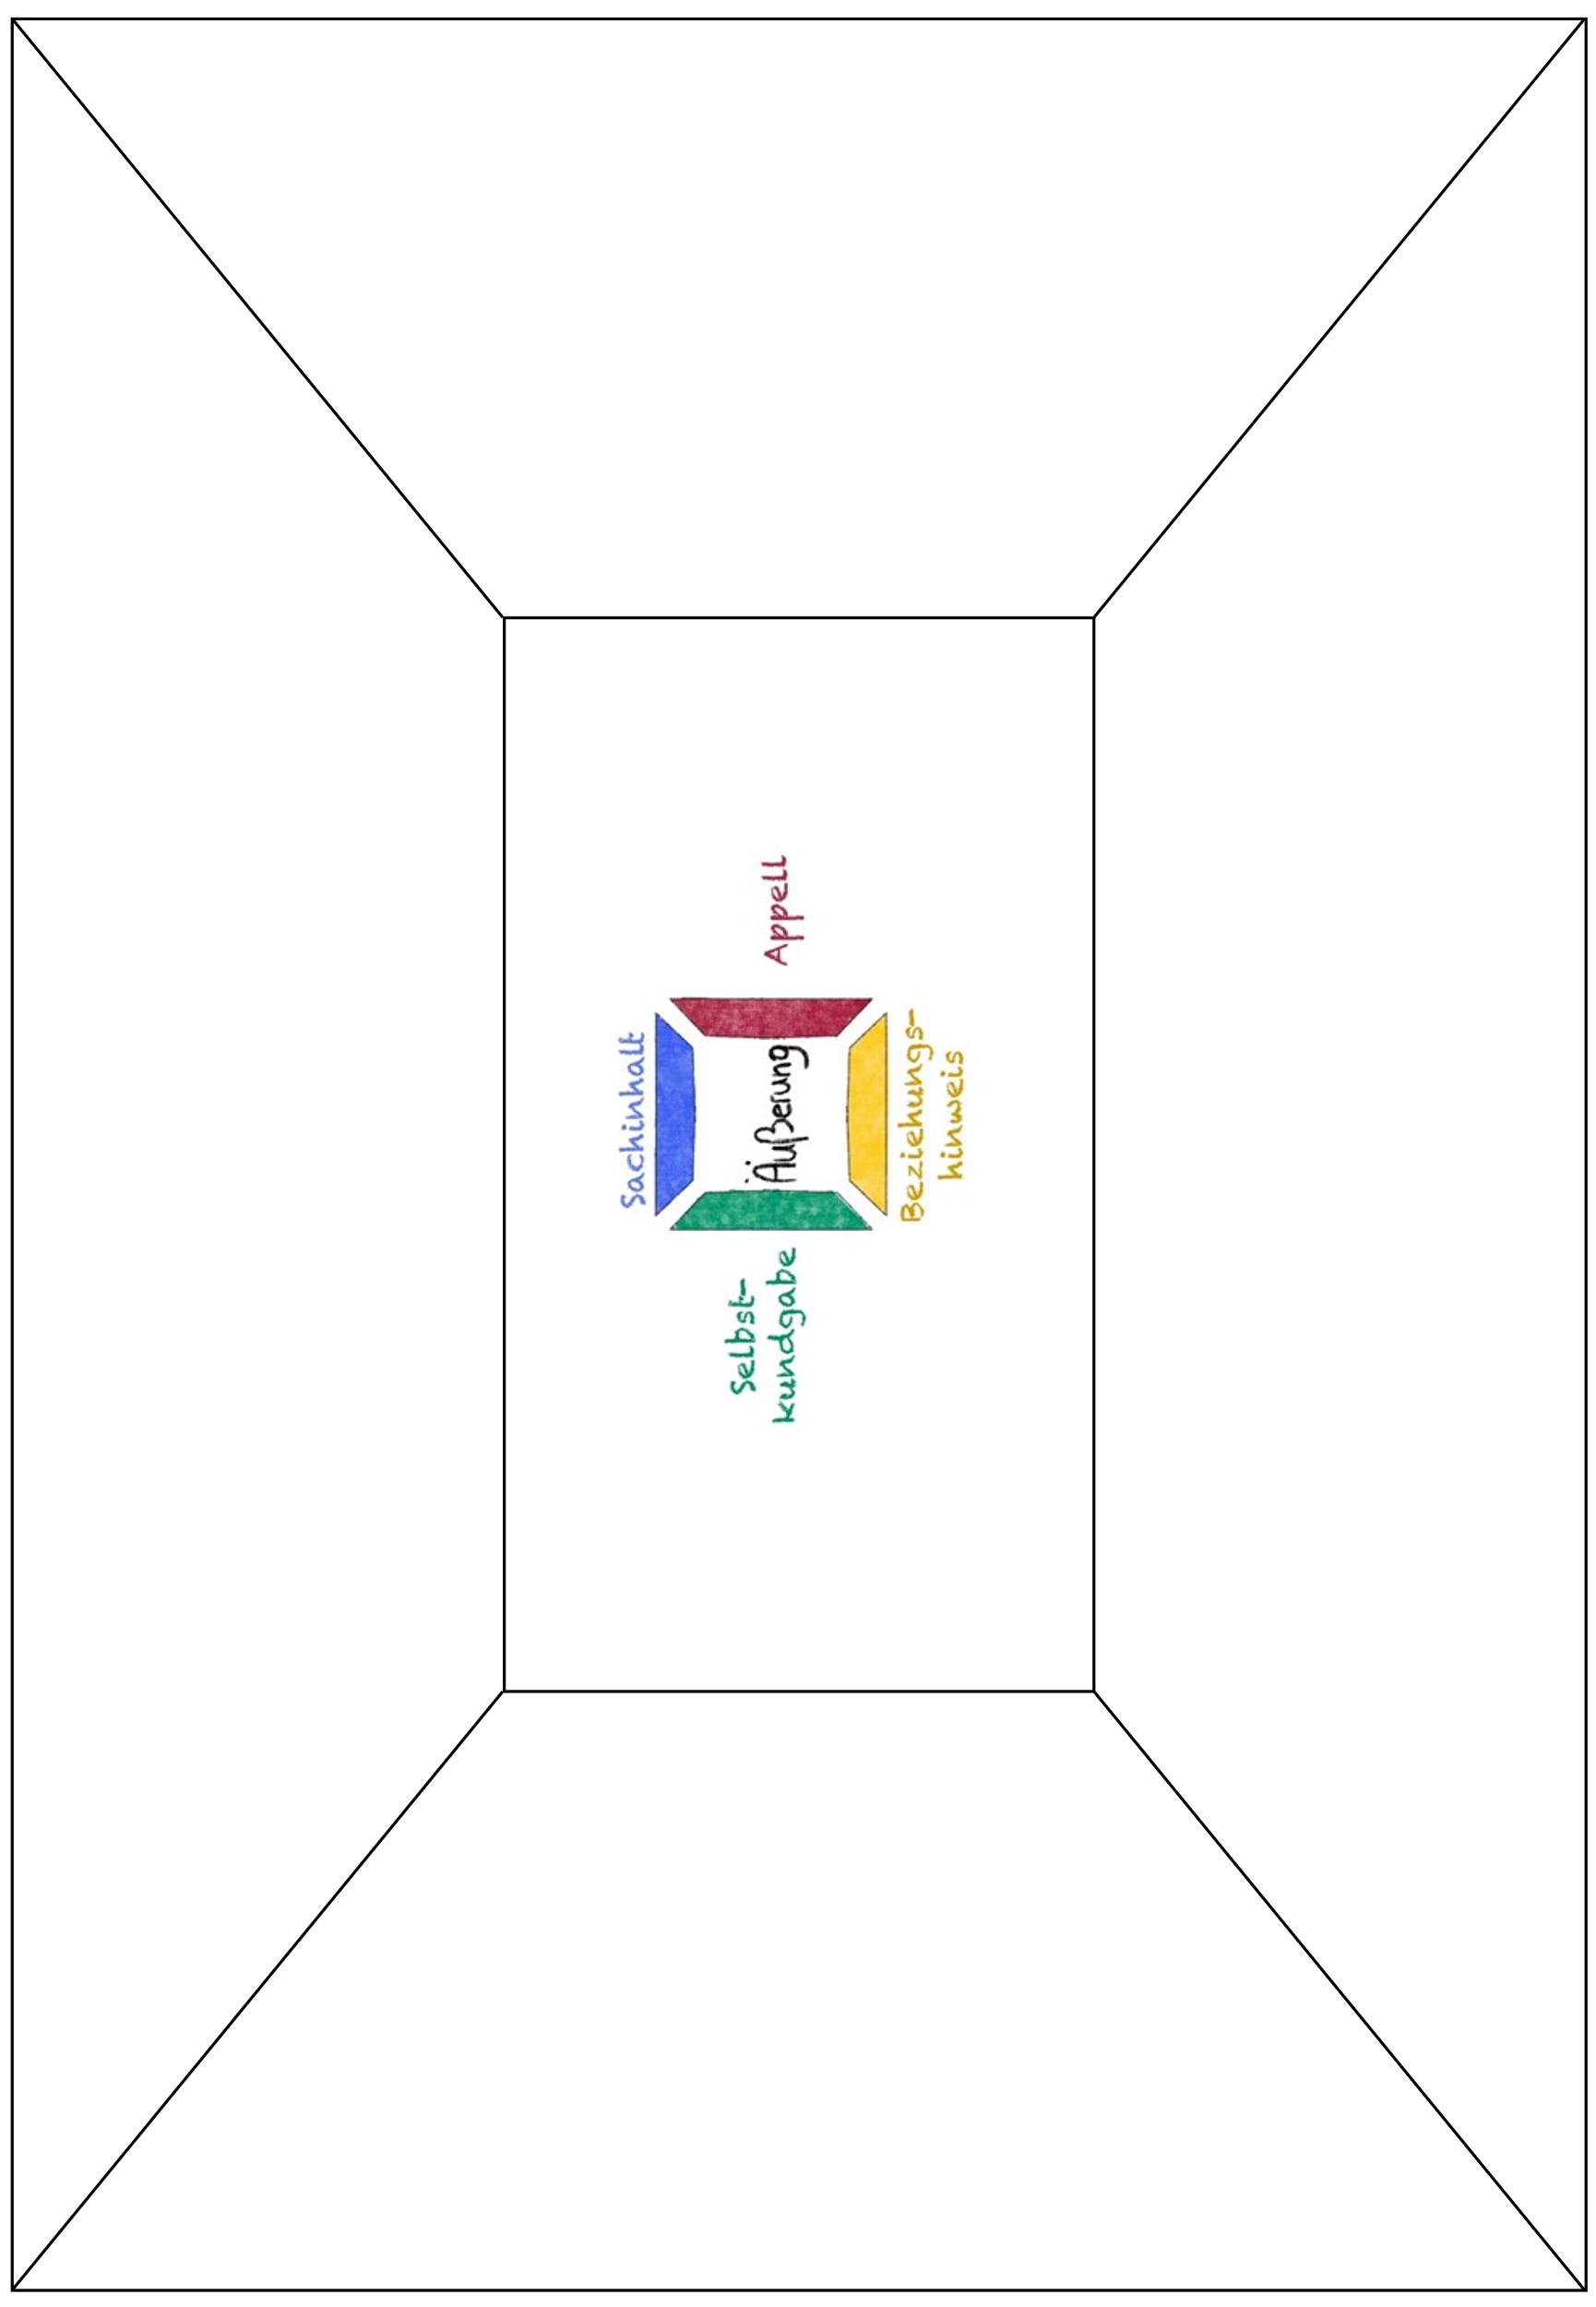 Sachinhalt
Selbst-
kundgabe
Äußerung
Appell
Beziehungs-
hinweis